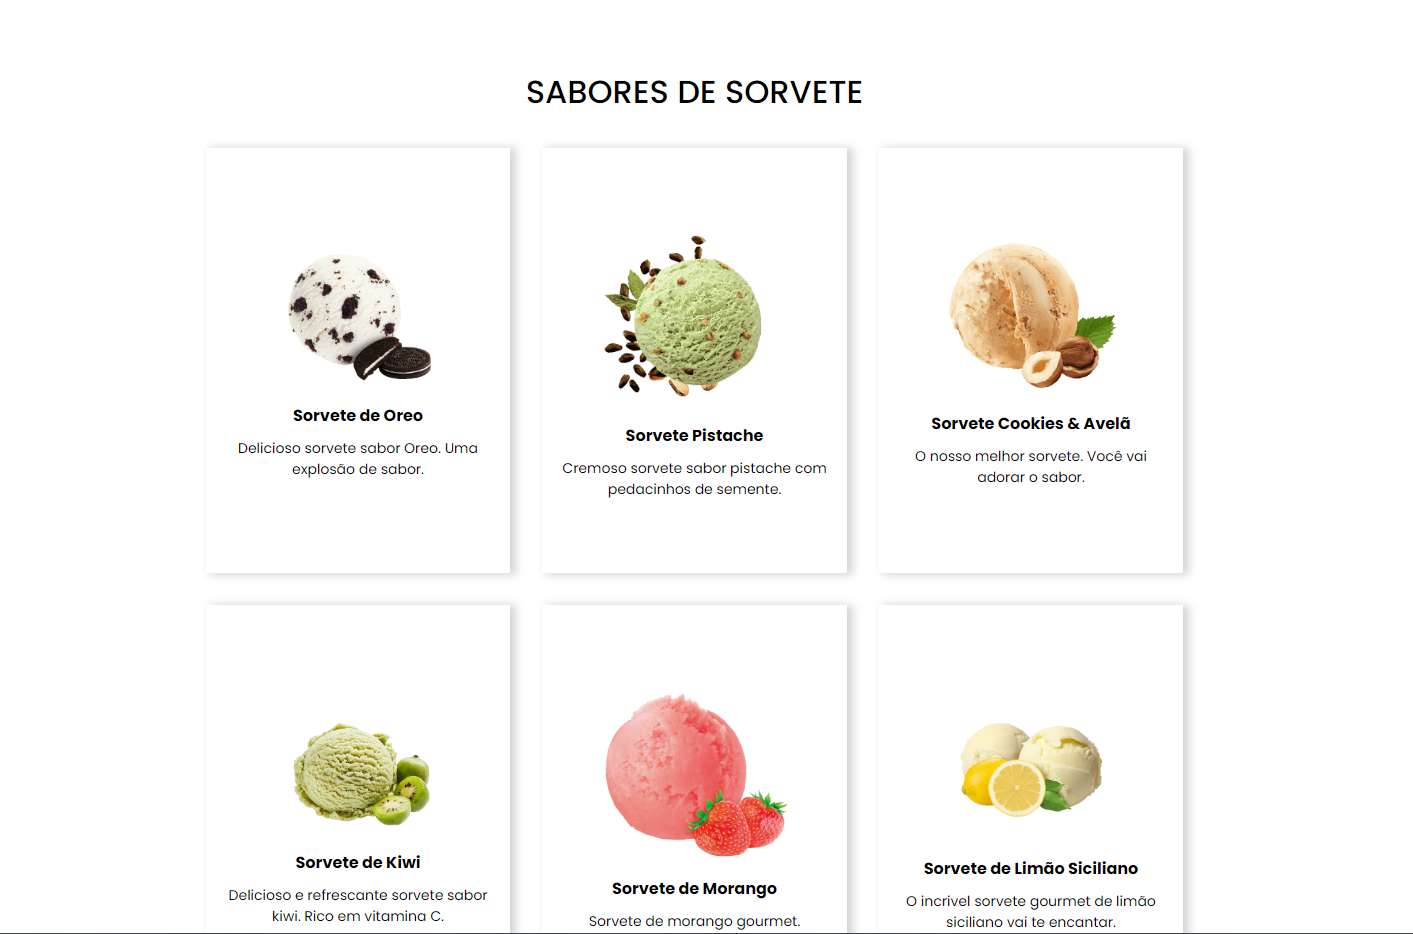 SABORES DE SORVETE
Sorvete de Oreo
Delicioso sorvete sabor Oreo. Uma
explosão de sabor.
Sorvete Pistache
Cremoso sorvete sabor pistache com
pedacinhos de semente.
Sorvete Cookies & Avelã
O nosso melhor sorvete. Você vai
adorar o sabor.
Sorvete de Kiwi
Delicioso e refrescante sorvete sabor
kiwi. Rico em vitamina C.
Sorvete de Morango
Sorvete de morango gourmet.
Sorvete de Limão Siciliano
O incrivel sorvete gourmet de limão
siciliano vai te encantar.